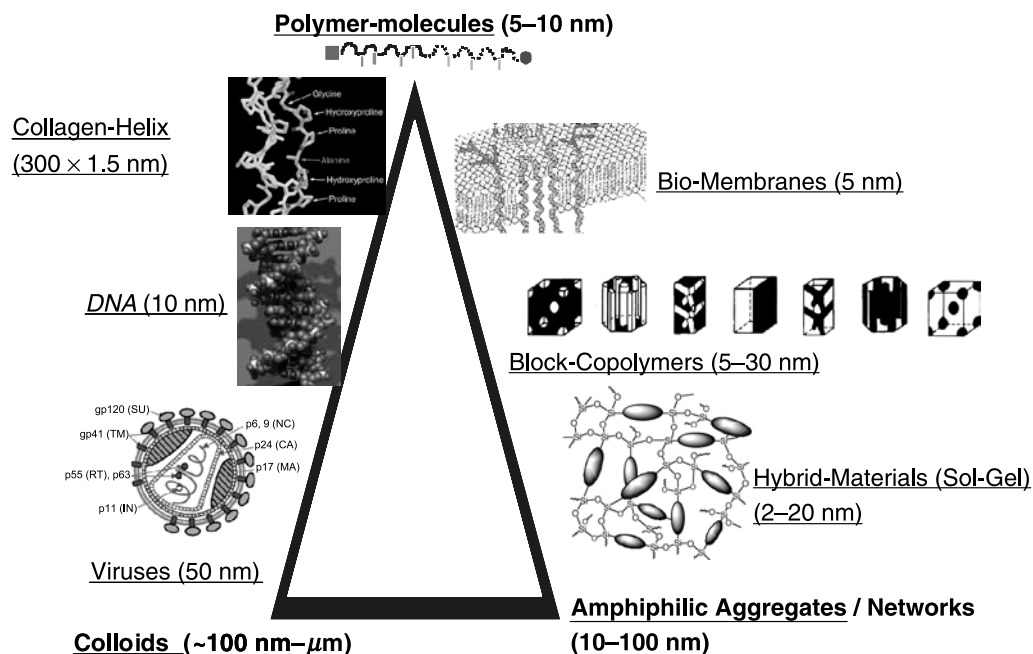 Polymer-molecules (5–10 nm)
Glycine
Hydroxyproline
Proline
Alanine
Hydroxyproline
Proline
Collagen-Helix
(300 × 1.5 nm)
Bio-Membranes (5 nm)
DNA (10 nm)
Block-Copolymers (5–30 nm)
gp120 (SU)
gp41 (TM)
p55 (RT), p63
p11 (IN)
p6, 9 (NC)
p24 (CA)
p17 (MA)
Viruses (50 nm)
Hybrid-Materials (Sol-Gel)
(2–20 nm)
Colloids (~100 nm–μm)
Amphiphilic Aggregates / Networks
(10–100 nm)